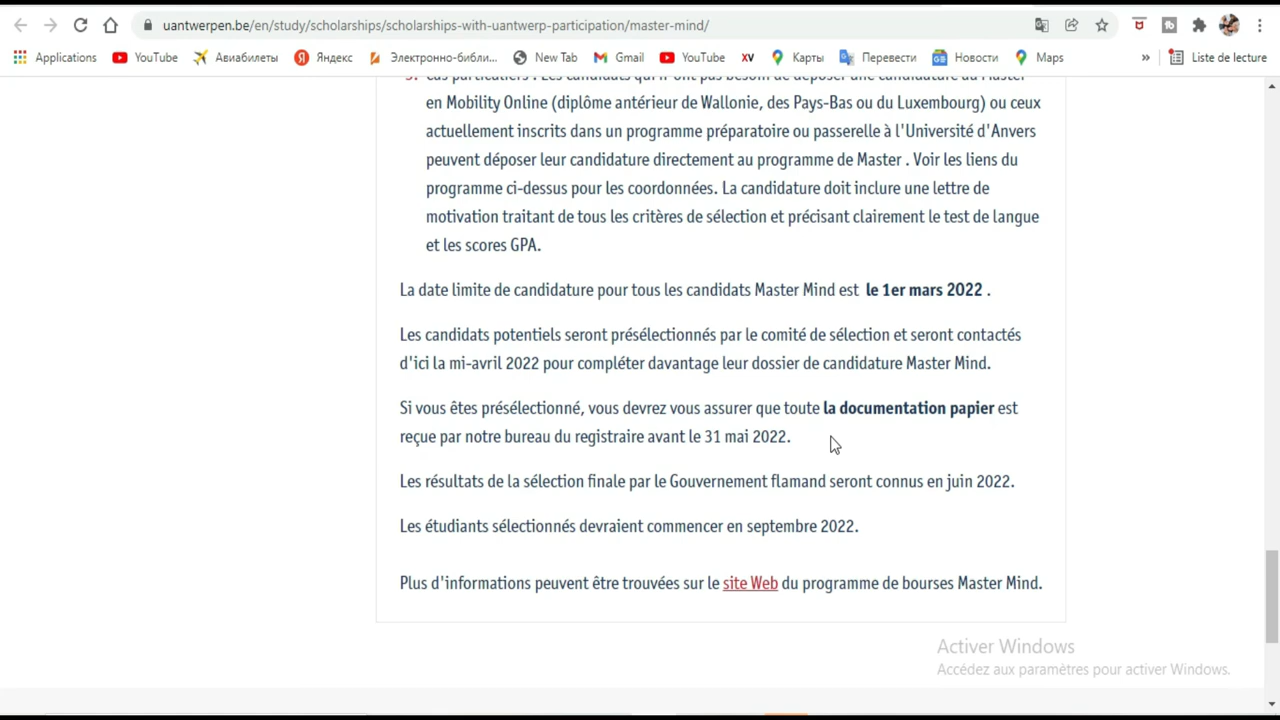 uantwerpen.be/en/study/scholarships/scholarships-with-uantwerp-participation/master-mind/
Applications YouTube Авиабилеты Яндекс Электронно-библи... New Tab Gmail YouTube XV Карты Перевести Новости Maps » Liste de lecture
en Mobility Online (diplôme antérieur de Wallonie, des Pays-Bas ou du Luxembourg) ou ceux
actuellement inscrits dans un programme préparatoire ou passerelle à l'Université d'Anvers
peuvent déposer leur candidature directement au programme de Master . Voir les liens du
programme ci-dessus pour les coordonnées. La candidature doit inclure une lettre de
motivation traitant de tous les critères de sélection et précisant clairement le test de langue
et les scores GPA.
La date limite de candidature pour tous les candidats Master Mind est le 1er mars 2022 .
Les candidats potentiels seront présélectionnés par le comité de sélection et seront contactés
d'ici la mi-avril 2022 pour compléter davantage leur dossier de candidature Master Mind.
Si vous êtes présélectionné, vous devrez vous assurer que toute la documentation papier est
reçue par notre bureau du registraire avant le 31 mai 2022.
Les résultats de la sélection finale par le Gouvernement flamand seront connus en juin 2022.
Les étudiants sélectionnés devraient commencer en septembre 2022.
Plus d'informations peuvent être trouvées sur le site Web du programme de bourses Master Mind.
Activer Windows
Accédez aux paramètres pour activer Windows.